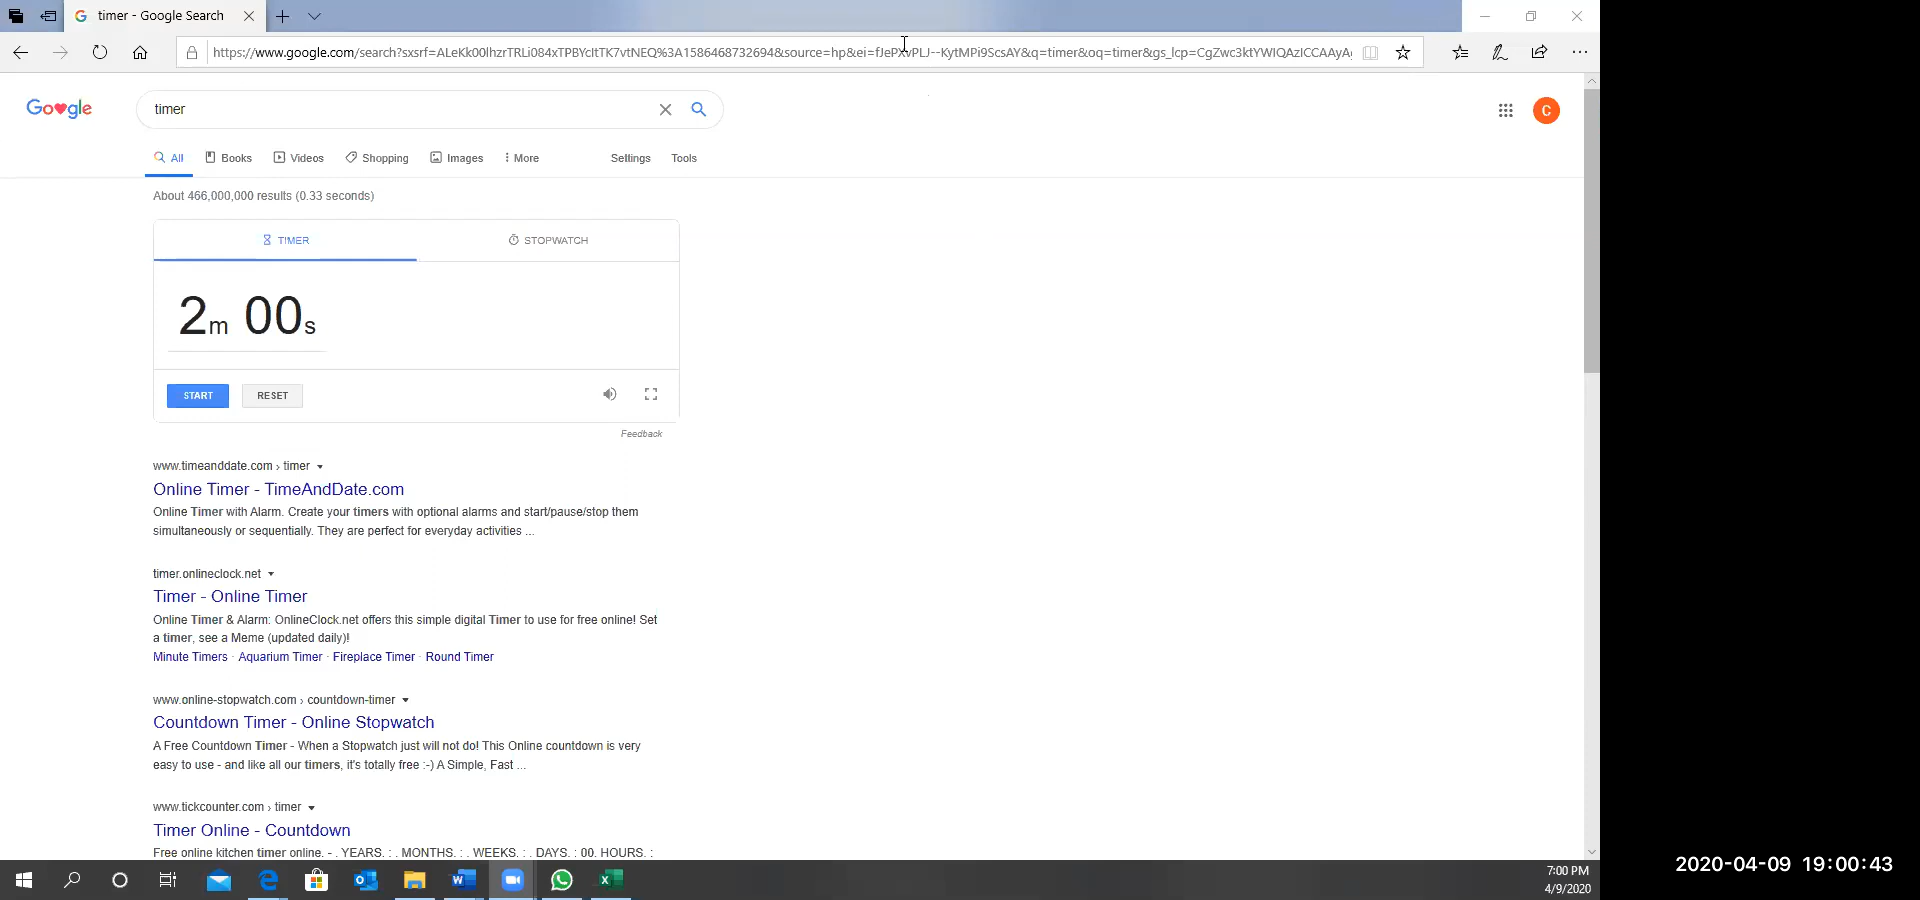 timer - Google Search
https://www.google.com/search?sxsrf=ALeKk00lhzrTRLi084xTPBYcItTK7vtNEQ%3A1586468732694&source=hp&ei=fJePXvPLJ--KytMPi9ScsAY&q=timer&oq=timer&gs_lcp=CgZwc3ktYWIQAzICCAAyAg
Google
timer
C
All Books Videos Shopping Images More Settings Tools
About 466,000,000 results (0.33 seconds)
TIMER STOPWATCH
2m 00s
START RESET
Feedback
www.timeanddate.com › timer
Online Timer - TimeAndDate.com
Online Timer with Alarm. Create your timers with optional alarms and start/pause/stop them
simultaneously or sequentially. They are perfect for everyday activities ...
timer.onlineclock.net
Timer - Online Timer
Online Timer & Alarm: OnlineClock.net offers this simple digital Timer to use for free online! Set
a timer, see a Meme (updated daily)!
Minute Timers · Aquarium Timer · Fireplace Timer · Round Timer
www.online-stopwatch.com › countdown-timer
Countdown Timer - Online Stopwatch
A Free Countdown Timer - When a Stopwatch just will not do! This Online countdown is very
easy to use - and like all our timers, it's totally free :-) A Simple, Fast ...
www.tickcounter.com › timer
Timer Online - Countdown
Free online kitchen timer online. - . YEARS. : . MONTHS. : . WEEKS. : . DAYS. : 00. HOURS. :
7:00 PM
4/9/2020
2020-04-09 19:00:43